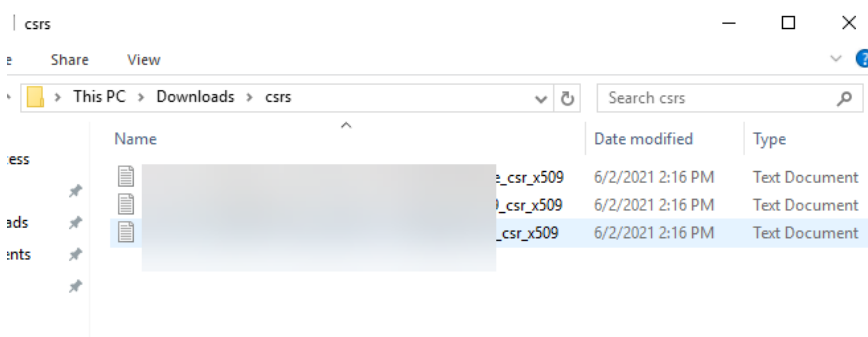 csrs
Share View
This PC > Downloads > csrs Search csrs
Name Date modified Type
_csr_x509 6/2/2021 2:16 PM Text Document
_csr_x509 6/2/2021 2:16 PM Text Document
_csr_x509 6/2/2021 2:16 PM Text Document